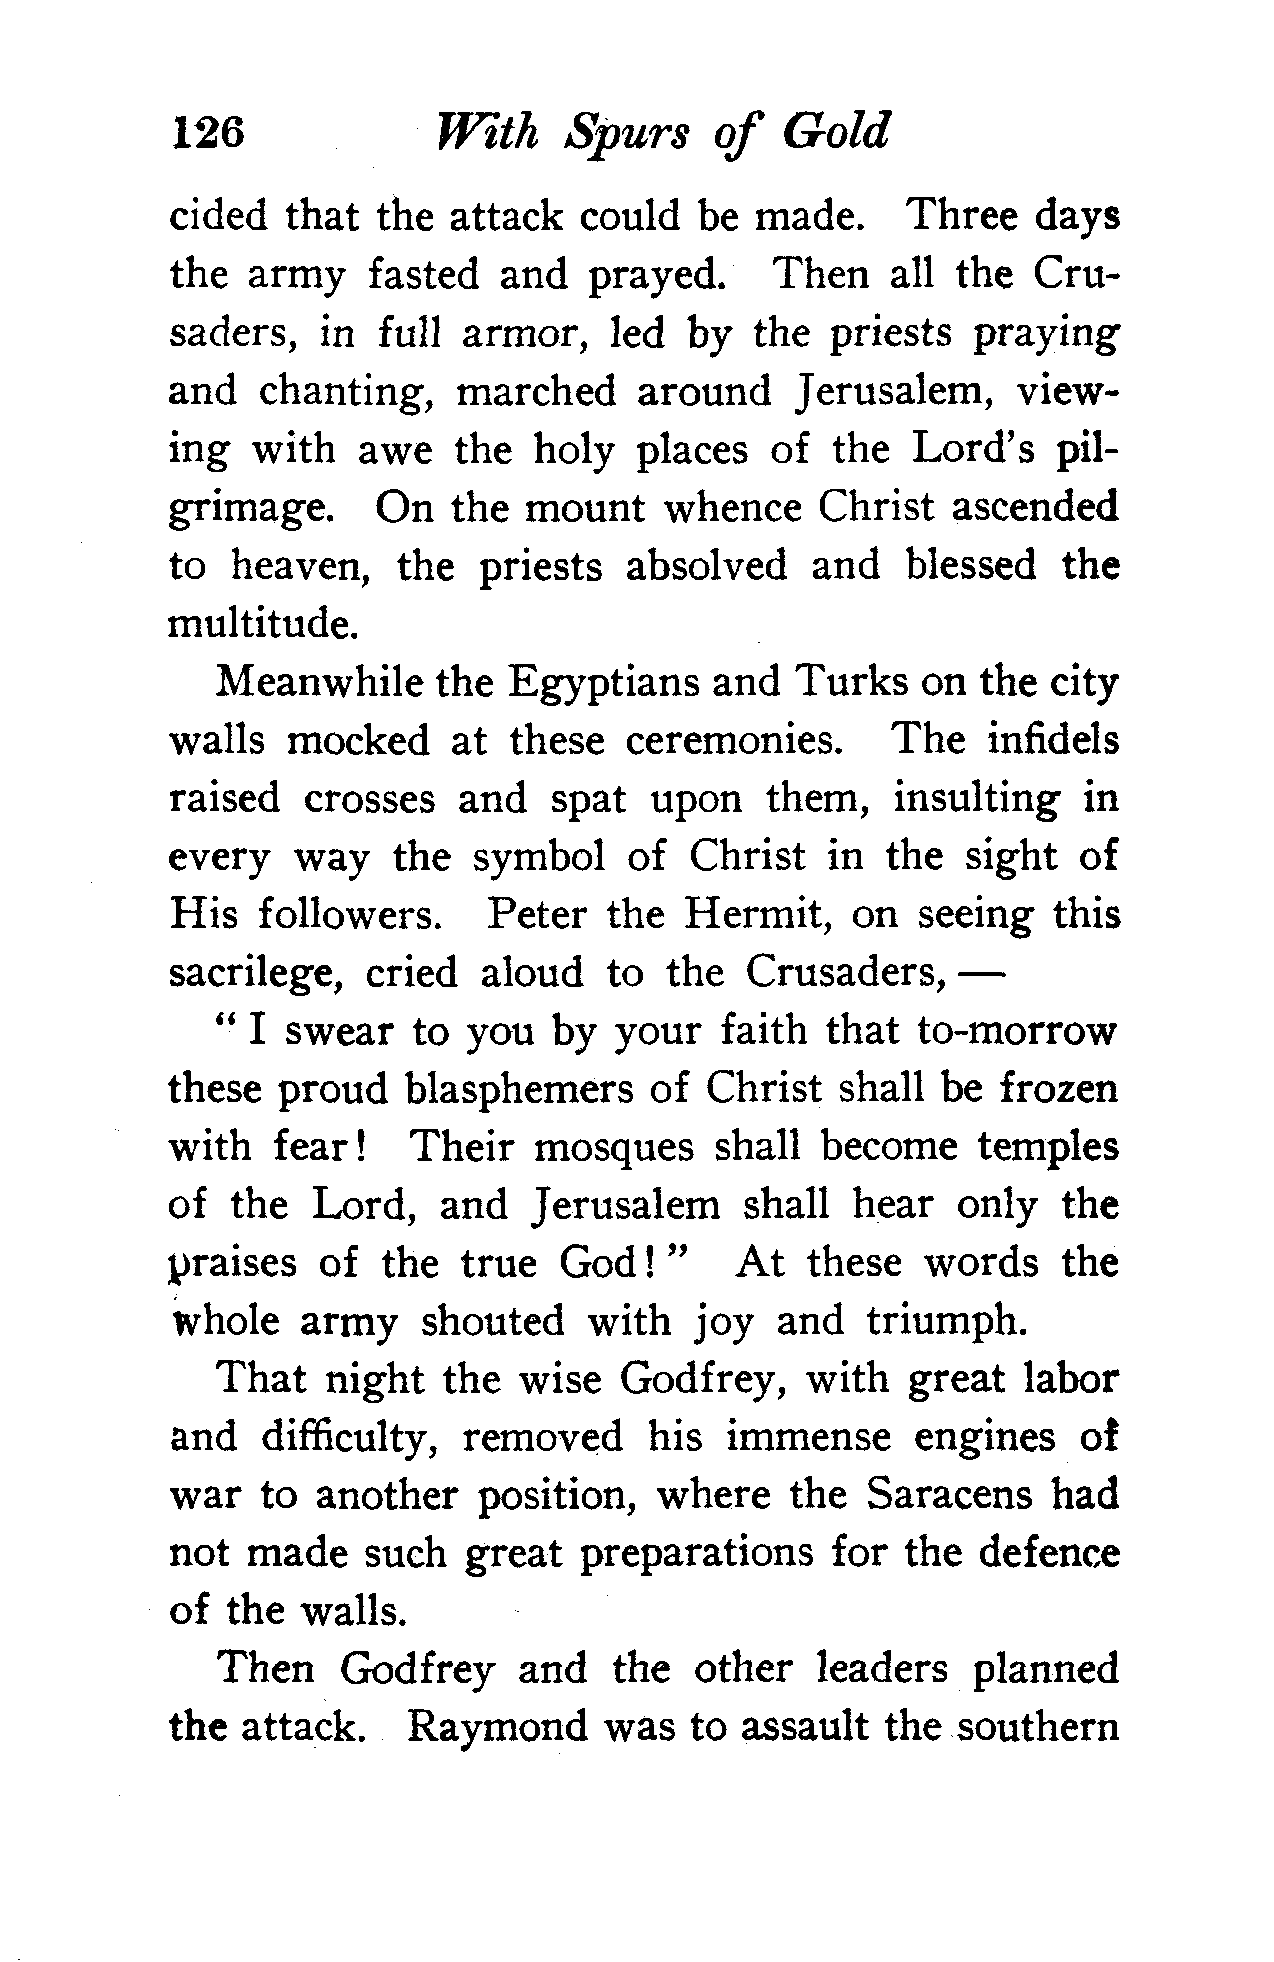 126 With Spurs of Gold
cided that the attack could be made. Three days
the army fasted and prayed. Then all the Cru-
saders, in full armor, led by the priests praying
and chanting, marched around Jerusalem, view-
ing with awe the holy places of the Lord's pil-
grimage. On the mount whence Christ ascended
to heaven, the priests absolved and blessed the
multitude.
Meanwhile the Egyptians and Turks on the city
walls mocked at these ceremonies. The infidels
raised crosses and spat upon them, insulting in
every way the symbol of Christ in the sight of
His followers. Peter the Hermit, on seeing this
sacrilege, cried aloud to the Crusaders, —
" I swear to you by your faith that to-morrow
these proud blasphemers of Christ shall be frozen
with fear! Their mosques shall become temples
of the Lord, and Jerusalem shall hear only the
praises of the true God! " At these words the
whole army shouted with joy and triumph.
That night the wise Godfrey, with great labor
and difficulty, removed his immense engines of
war to another position, where the Saracens had
not made such great preparations for the defence
of the walls.
Then Godfrey and the other leaders planned
the attack. Raymond was to assault the southern